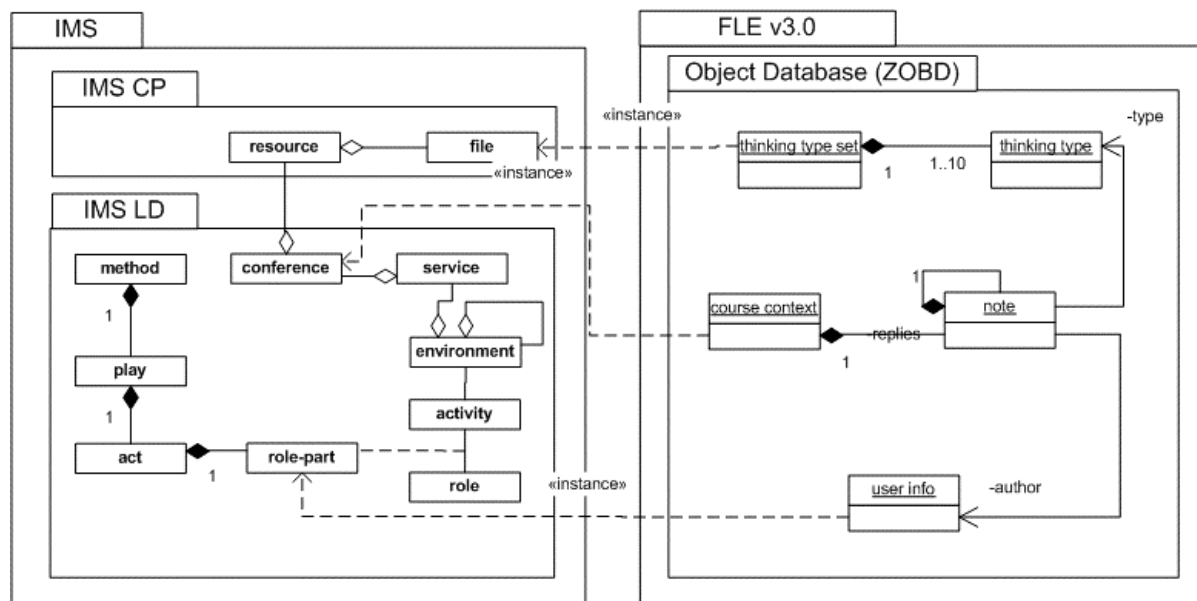 IMS
FLE v3.0
IMS CP
Object Database (ZOBD)
«instance»
-type
resource
file
thinking type set
thinking type
1
1..10
«instance»
IMS LD
method
conference
service
1
course context
note
1
-replies
1
environment
play
1
activity
act
1
role-part
role
«instance»
user info
-author